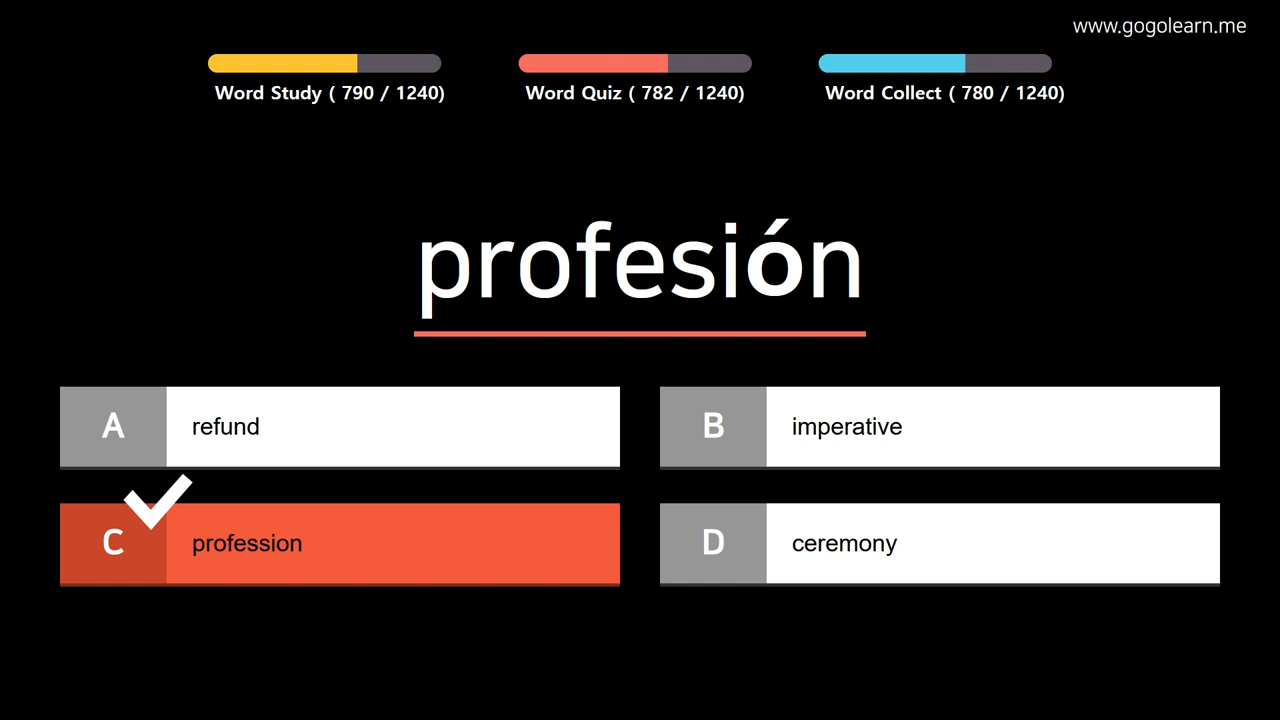 www.gogolearn.me
Word Study ( 790 / 1240)
Word Quiz ( 782 / 1240)
Word Collect ( 780 / 1240)
profesión
A refund
B imperative
C profession
D ceremony